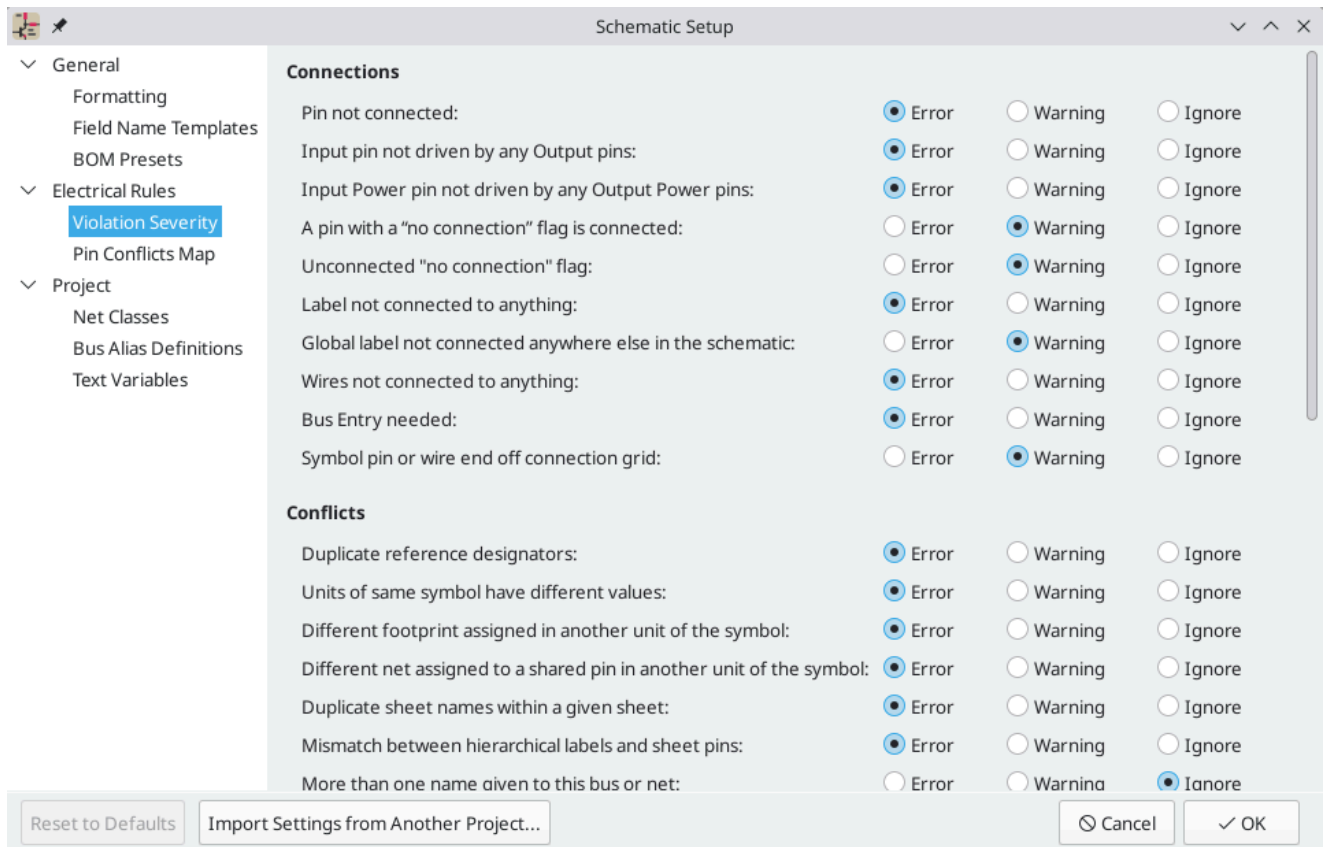 Schematic Setup
General
Formatting
Field Name Templates
BOM Presets
Electrical Rules
Violation Severity
Pin Conflicts Map
Project
Net Classes
Bus Alias Definitions
Text Variables
Connections
Pin not connected: Error Warning Ignore
Input pin not driven by any Output pins: Error Warning Ignore
Input Power pin not driven by any Output Power pins: Error Warning Ignore
A pin with a “no connection” flag is connected: Error Warning Ignore
Unconnected "no connection" flag: Error Warning Ignore
Label not connected to anything: Error Warning Ignore
Global label not connected anywhere else in the schematic: Error Warning Ignore
Wires not connected to anything: Error Warning Ignore
Bus Entry needed: Error Warning Ignore
Symbol pin or wire end off connection grid: Error Warning Ignore
Conflicts
Duplicate reference designators: Error Warning Ignore
Units of same symbol have different values: Error Warning Ignore
Different footprint assigned in another unit of the symbol: Error Warning Ignore
Different net assigned to a shared pin in another unit of the symbol: Error Warning Ignore
Duplicate sheet names within a given sheet: Error Warning Ignore
Mismatch between hierarchical labels and sheet pins: Error Warning Ignore
More than one name given to this bus or net: Error Warning Ignore
Reset to Defaults Import Settings from Another Project... Cancel OK